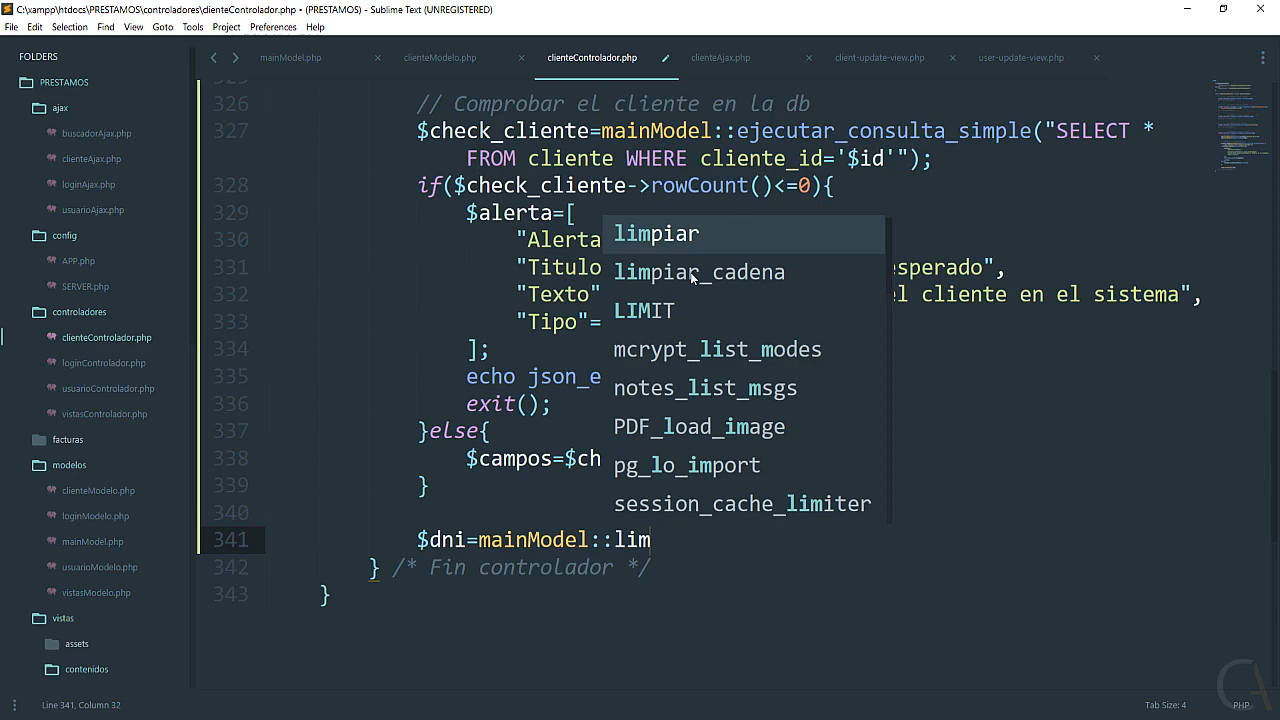 C:\xampp\htdocs\PRESTAMOS\controladores\clienteControlador.php • (PRESTAMOS) - Sublime Text (UNREGISTERED)
File Edit Selection Find View Goto Tools Project Preferences Help
FOLDERS
PRESTAMOS
ajax
buscadorAjax.php
clienteAjax.php
loginAjax.php
usuarioAjax.php
config
APP.php
SERVER.php
controladores
clienteControlador.php
loginControlador.php
usuarioControlador.php
vistasControlador.php
facturas
modelos
clienteModelo.php
loginModelo.php
mainModel.php
usuarioModelo.php
vistasModelo.php
vistas
assets
contenidos
mainModel.php clienteModelo.php clienteControlador.php clienteAjax.php client-update-view.php user-update-view.php
326 // Comprobar el cliente en la db
327 $check_cliente=mainModel::ejecutar_consulta_simple("SELECT *
FROM cliente WHERE cliente_id='$id'");
328 if($check_cliente->rowCount()<=0){
329 $alerta=[
330 "Alerta
331 "Titulo esperado",
332 "Texto" el cliente en el sistema",
333 "Tipo"=
334 ];
335 echo json_e
336 exit();
337 }else{
338 $campos=$ch
339 }
340
341 $dni=mainModel::lim
342 } /* Fin controlador */
343 }
limpiar
limpiar_cadena
LIMIT
mcrypt_list_modes
notes_list_msgs
PDF_load_image
pg_lo_import
session_cache_limiter
Line 341, Column 32 Tab Size: 4 PHP